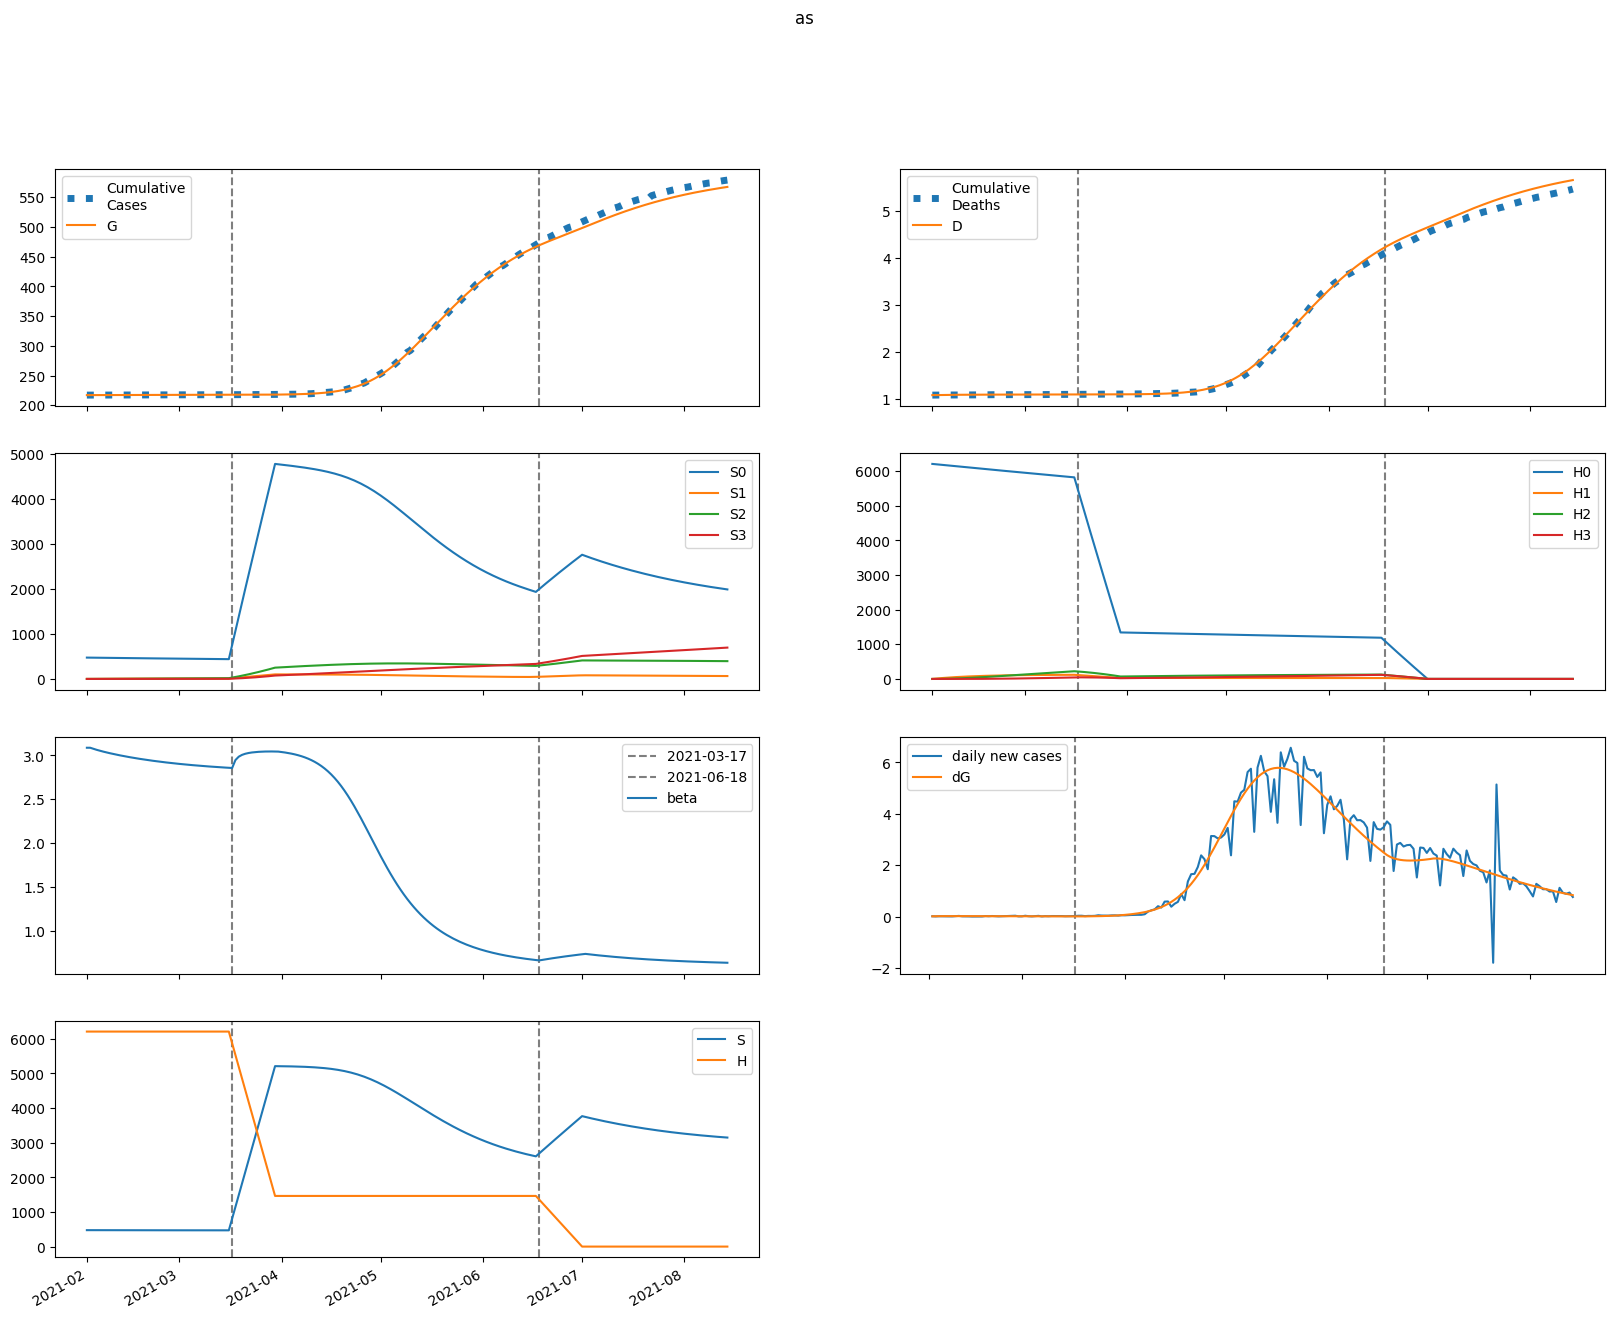 as
Cumulative
Cases
G
550
500
450
400
350
300
250
200
Cumulative
Deaths
D
5
4
3
2
1
5000
4000
3000
2000
1000
0
S0
S1
S2
S3
6000
5000
4000
3000
2000
1000
0
H0
H1
H2
H3
3.0
2.5
2.0
1.5
1.0
2021-03-17
2021-06-18
beta
daily new cases
dG
6
4
2
0
−2
6000
5000
4000
3000
2000
1000
0
S
H
2021-02
2021-03
2021-04
2021-05
2021-06
2021-07
2021-08